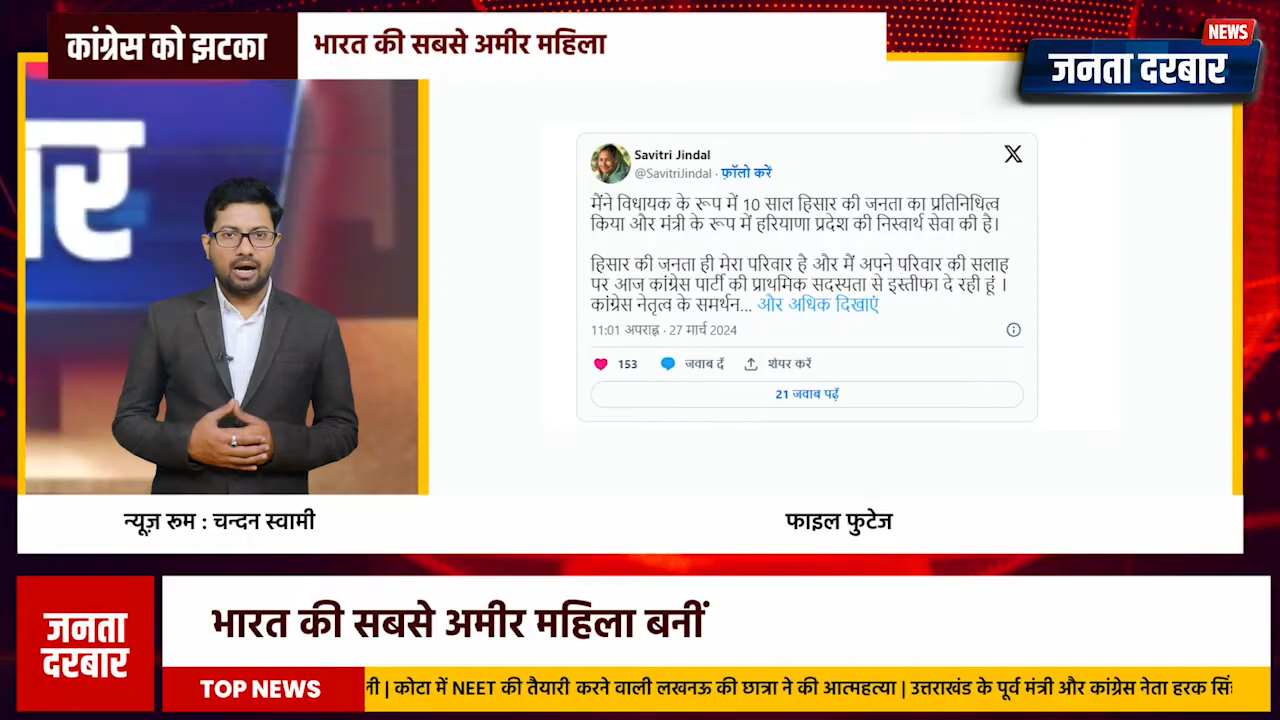 कांग्रेस को झटका
भारत की सबसे अमीर महिला
NEWS
जनता दरबार
Savitri Jindal
@SavitriJindal · फ़ॉलो करें
मैंने विधायक के रूप में 10 साल हिसार की जनता का प्रतिनिधित्व
किया और मंत्री के रूप में हरियाणा प्रदेश की निस्वार्थ सेवा की है।
हिसार की जनता ही मेरा परिवार है और मैं अपने परिवार की सलाह
पर आज कांग्रेस पार्टी की प्राथमिक सदस्यता से इस्तीफा दे रही हूं ।
कांग्रेस नेतृत्व के समर्थन... और अधिक दिखाएं
11:01 अपराह्न · 27 मार्च 2024
153 जवाब दें शेयर करें
21 जवाब पढ़ें
न्यूज़ रूम : चन्दन स्वामी
फाइल फुटेज
जनता
दरबार
भारत की सबसे अमीर महिला बनीं
TOP NEWS
| कोटा में NEET की तैयारी करने वाली लखनऊ की छात्रा ने की आत्महत्या | उत्तराखंड के पूर्व मंत्री और कांग्रेस नेता हरक